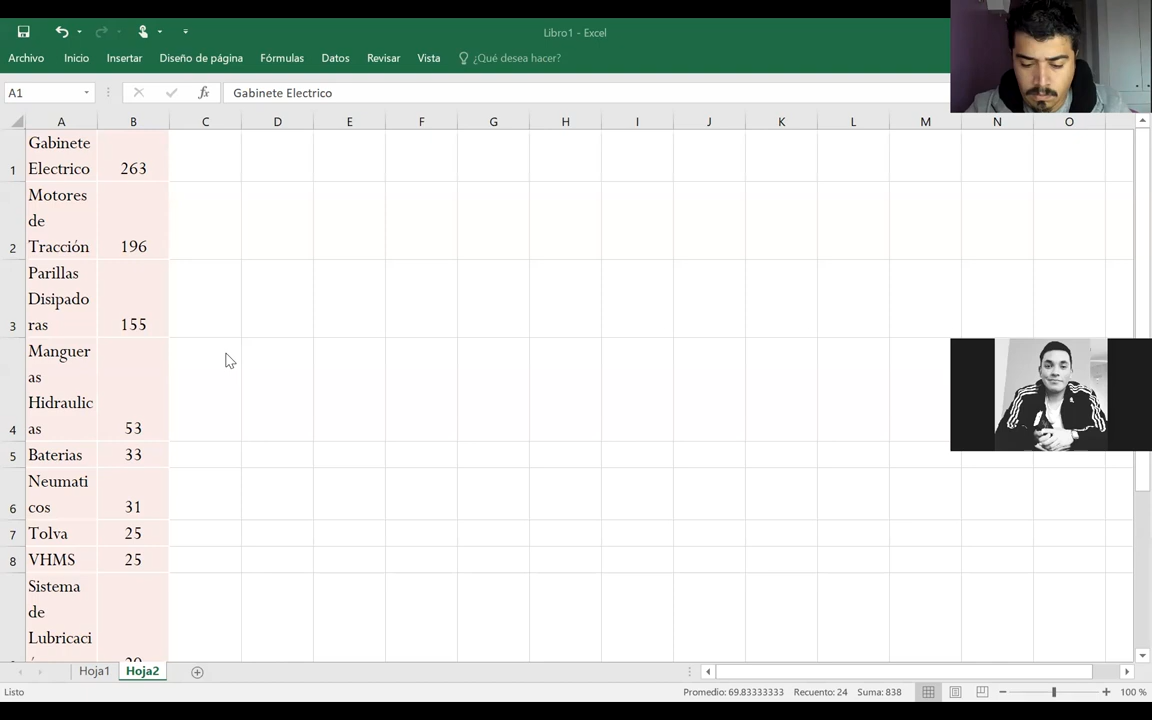 Libro1 - Excel
Archivo Inicio Insertar Diseño de página Fórmulas Datos Revisar Vista ¿Qué desea hacer?
A1 fx Gabinete Electrico
A B C D E F G H I J K L M N O
Gabinete
1 Electrico 263
Motores
de
2 Tracción 196
Parillas
Disipado
3 ras 155
Manguer
as
Hidraulic
4 as 53
5 Baterias 33
Neumati
6 cos 31
7 Tolva 25
8 VHMS 25
Sistema
de
Lubricaci
Hoja1 Hoja2
Listo Promedio: 69.83333333 Recuento: 24 Suma: 838 100 %